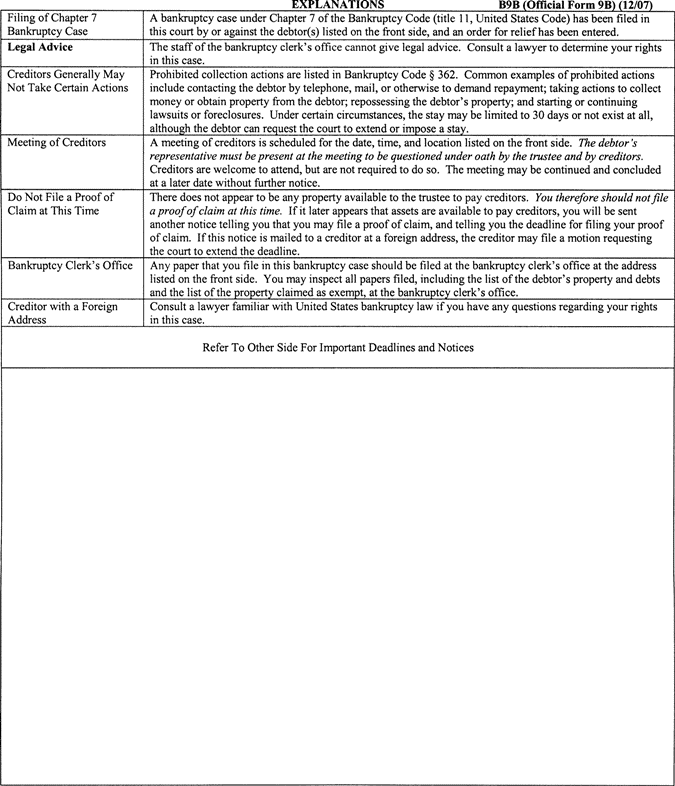 EXPLANATIONS B9B (Official Form 9B) (12/07)
Filing of Chapter 7 A bankruptcy case under Chapter 7 of the Bankruptcy Code (title 11, United States Code) has been filed in
Bankruptcy Case this court by or against the debtor(s) listed on the front side, and an order for relief has been entered.
Legal Advice The staff of the bankruptcy clerk's office cannot give legal advice. Consult a lawyer to determine your rights
in this case.
Creditors Generally May Prohibited collection actions are listed in Bankruptcy Code § 362. Common examples of prohibited actions
Not Take Certain Actions include contacting the debtor by telephone, mail, or otherwise to demand repayment; taking actions to collect
money or obtain property from the debtor; repossessing the debtor's property; and starting or continuing
lawsuits or foreclosures. Under certain circumstances, the stay may be limited to 30 days or not exist at all,
although the debtor can request the court to extend or impose a stay.
Meeting of Creditors A meeting of creditors is scheduled for the date, time, and location listed on the front side. The debtor's
representative must be present at the meeting to be questioned under oath by the trustee and by creditors.
Creditors are welcome to attend, but are not required to do so. The meeting may be continued and concluded
at a later date without further notice.
Do Not File a Proof of There does not appear to be any property available to the trustee to pay creditors. You therefore should not file
Claim at This Time a proof of claim at this time. If it later appears that assets are available to pay creditors, you will be sent
another notice telling you that you may file a proof of claim, and telling you the deadline for filing your proof
of claim. If this notice is mailed to a creditor at a foreign address, the creditor may file a motion requesting
the court to extend the deadline.
Bankruptcy Clerk's Office Any paper that you file in this bankruptcy case should be filed at the bankruptcy clerk's office at the address
listed on the front side. You may inspect all papers filed, including the list of the debtor's property and debts
and the list of the property claimed as exempt, at the bankruptcy clerk's office.
Creditor with a Foreign Consult a lawyer familiar with United States bankruptcy law if you have any questions regarding your rights
Address in this case.
Refer To Other Side For Important Deadlines and Notices